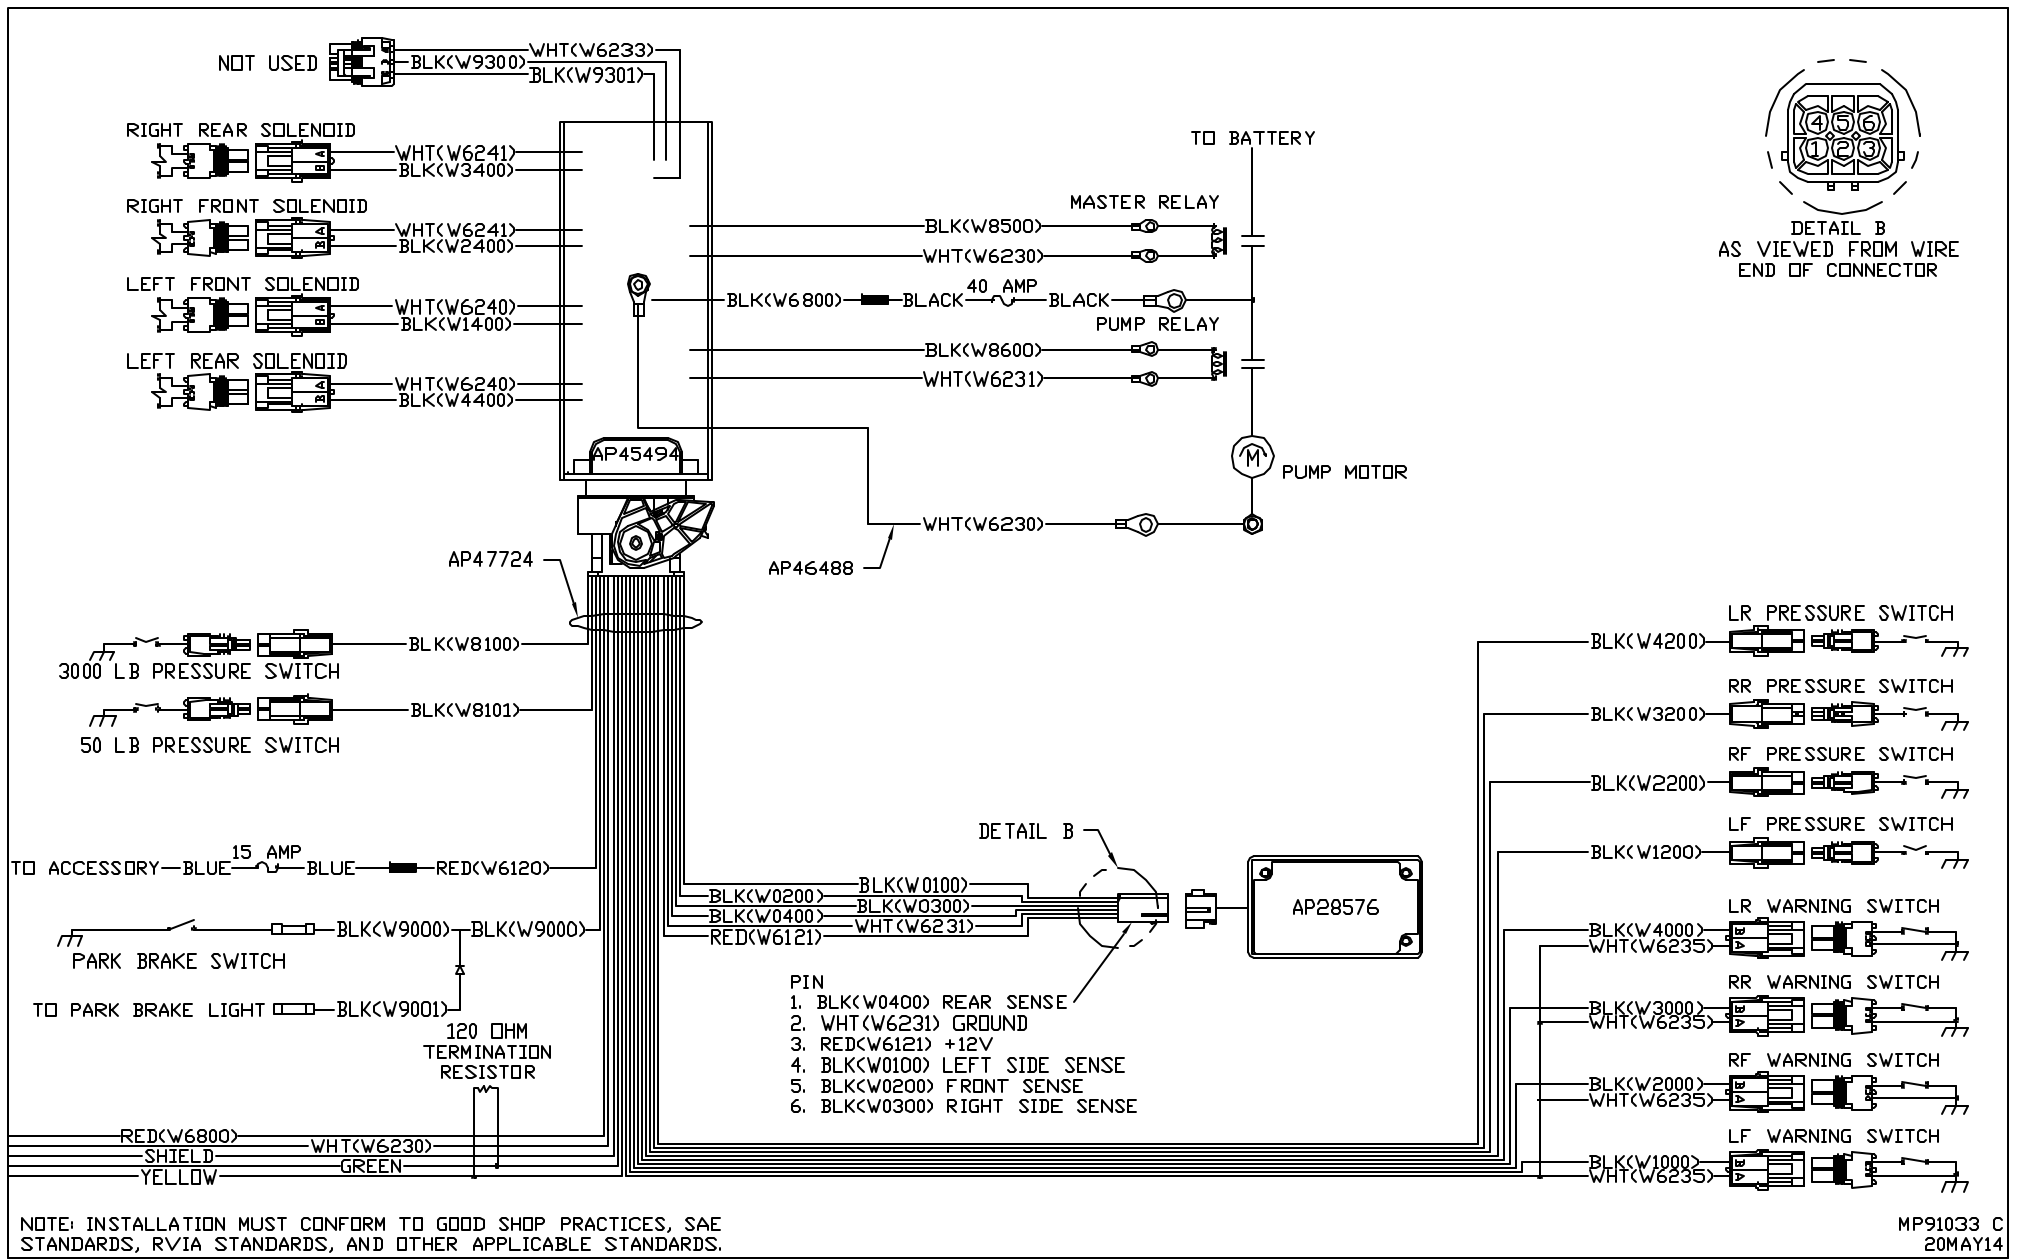 NOT USED
WHT(W6233)
BLK(W9300)
BLK(W9301)
RIGHT REAR SOLENOID
WHT(W6241)
BLK(W3400)
A
B
RIGHT FRONT SOLENOID
WHT(W6241)
BLK(W2400)
A
B
LEFT FRONT SOLENOID
WHT(W6240)
BLK(W1400)
A
B
LEFT REAR SOLENOID
WHT(W6240)
BLK(W4400)
A
B
AP45494
TO BATTERY
MASTER RELAY
BLK(W8500)
WHT(W6230)
40 AMP
BLK(W6800)
BLACK
BLACK
PUMP RELAY
BLK(W8600)
WHT(W6231)
M
PUMP MOTOR
WHT(W6230)
AP46488
4 5 6
1 2 3
DETAIL B
AS VIEWED FROM WIRE
END OF CONNECTOR
AP47724
BLK(W8100)
3000 LB PRESSURE SWITCH
BLK(W8101)
50 LB PRESSURE SWITCH
15 AMP
TO ACCESSORY
BLUE
BLUE
RED(W6120)
BLK(W9000)
BLK(W9000)
PARK BRAKE SWITCH
TO PARK BRAKE LIGHT
BLK(W9001)
120 OHM
TERMINATION
RESISTOR
RED(W6800)
WHT(W6230)
SHIELD
GREEN
YELLOW
DETAIL B
BLK(W0100)
BLK(W0200)
BLK(W0300)
BLK(W0400)
WHT(W6231)
RED(W6121)
AP28576
PIN
1. BLK(W0400) REAR SENSE
2. WHT(W6231) GROUND
3. RED(W6121) +12V
4. BLK(W0100) LEFT SIDE SENSE
5. BLK(W0200) FRONT SENSE
6. BLK(W0300) RIGHT SIDE SENSE
LR PRESSURE SWITCH
BLK(W4200)
RR PRESSURE SWITCH
BLK(W3200)
RF PRESSURE SWITCH
BLK(W2200)
LF PRESSURE SWITCH
BLK(W1200)
LR WARNING SWITCH
BLK(W4000)
WHT(W6235)
B
A
RR WARNING SWITCH
BLK(W3000)
WHT(W6235)
B
A
RF WARNING SWITCH
BLK(W2000)
WHT(W6235)
B
A
LF WARNING SWITCH
BLK(W1000)
WHT(W6235)
B
A
NOTE: INSTALLATION MUST CONFORM TO GOOD SHOP PRACTICES, SAE
STANDARDS, RVIA STANDARDS, AND OTHER APPLICABLE STANDARDS.
MP91033 C
20MAY14